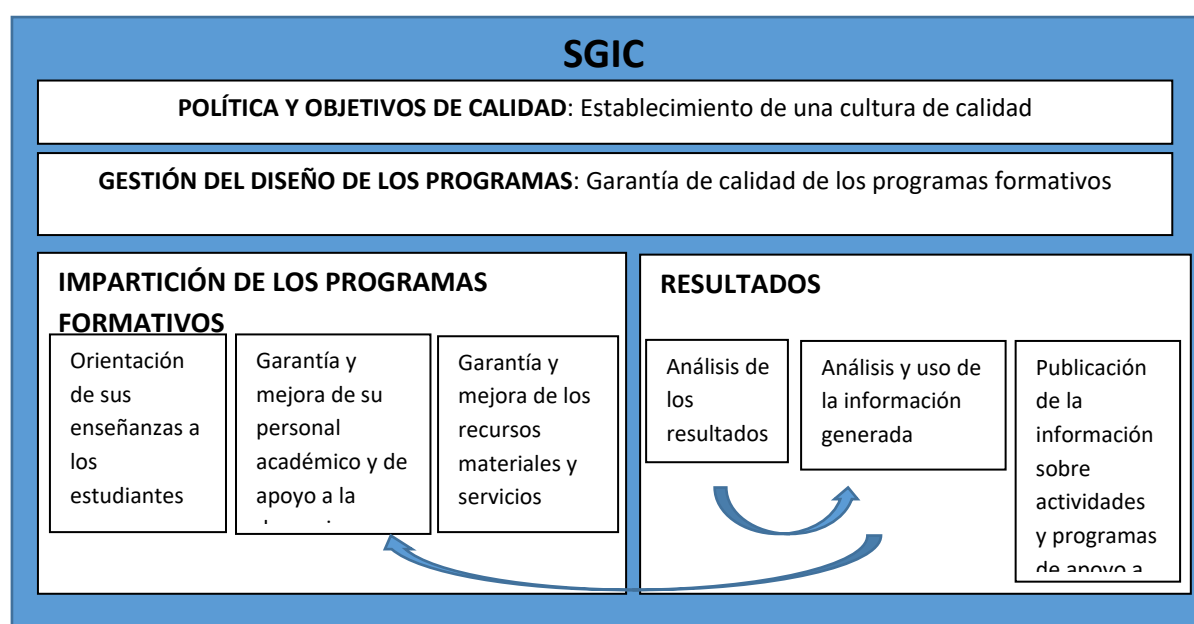 SGIC
POLÍTICA Y OBJETIVOS DE CALIDAD: Establecimiento de una cultura de calidad
GESTIÓN DEL DISEÑO DE LOS PROGRAMAS: Garantía de calidad de los programas formativos
IMPARTICIÓN DE LOS PROGRAMAS
FORMATIVOS
Orientación
de sus
enseñanzas a
los
estudiantes
Garantía y
mejora de su
personal
académico y de
apoyo a la
Garantía y
mejora de los
recursos
materiales y
servicios
RESULTADOS
Análisis de
los
resultados
Análisis y uso de
la información
generada
Publicación
de la
información
sobre
actividades
y programas
de apoyo a